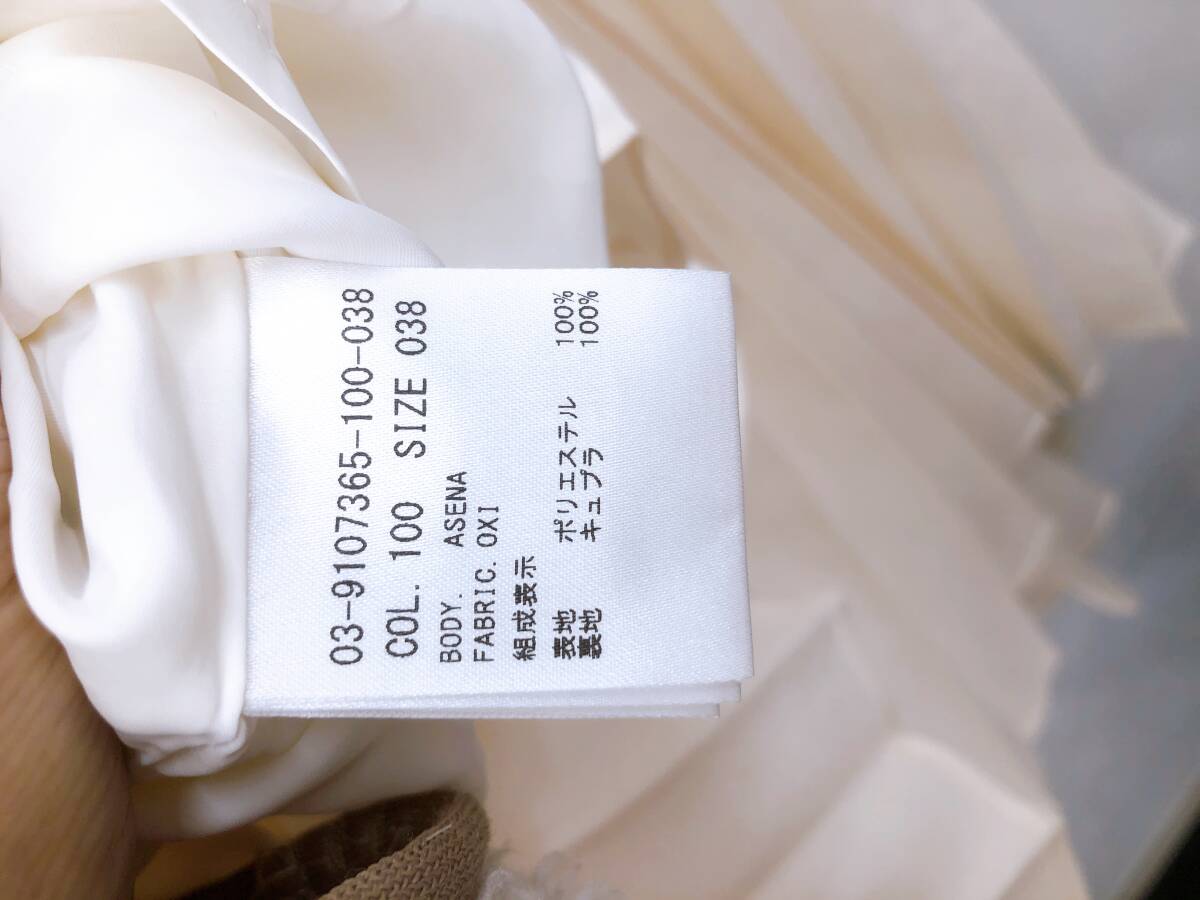 03-9107365-100-038
COL. 100 SIZE 038
BODY. ASENA
FABRIC. OXI
組成表示
表地 ポリエステル 100%
裏地 キュプラ 100%